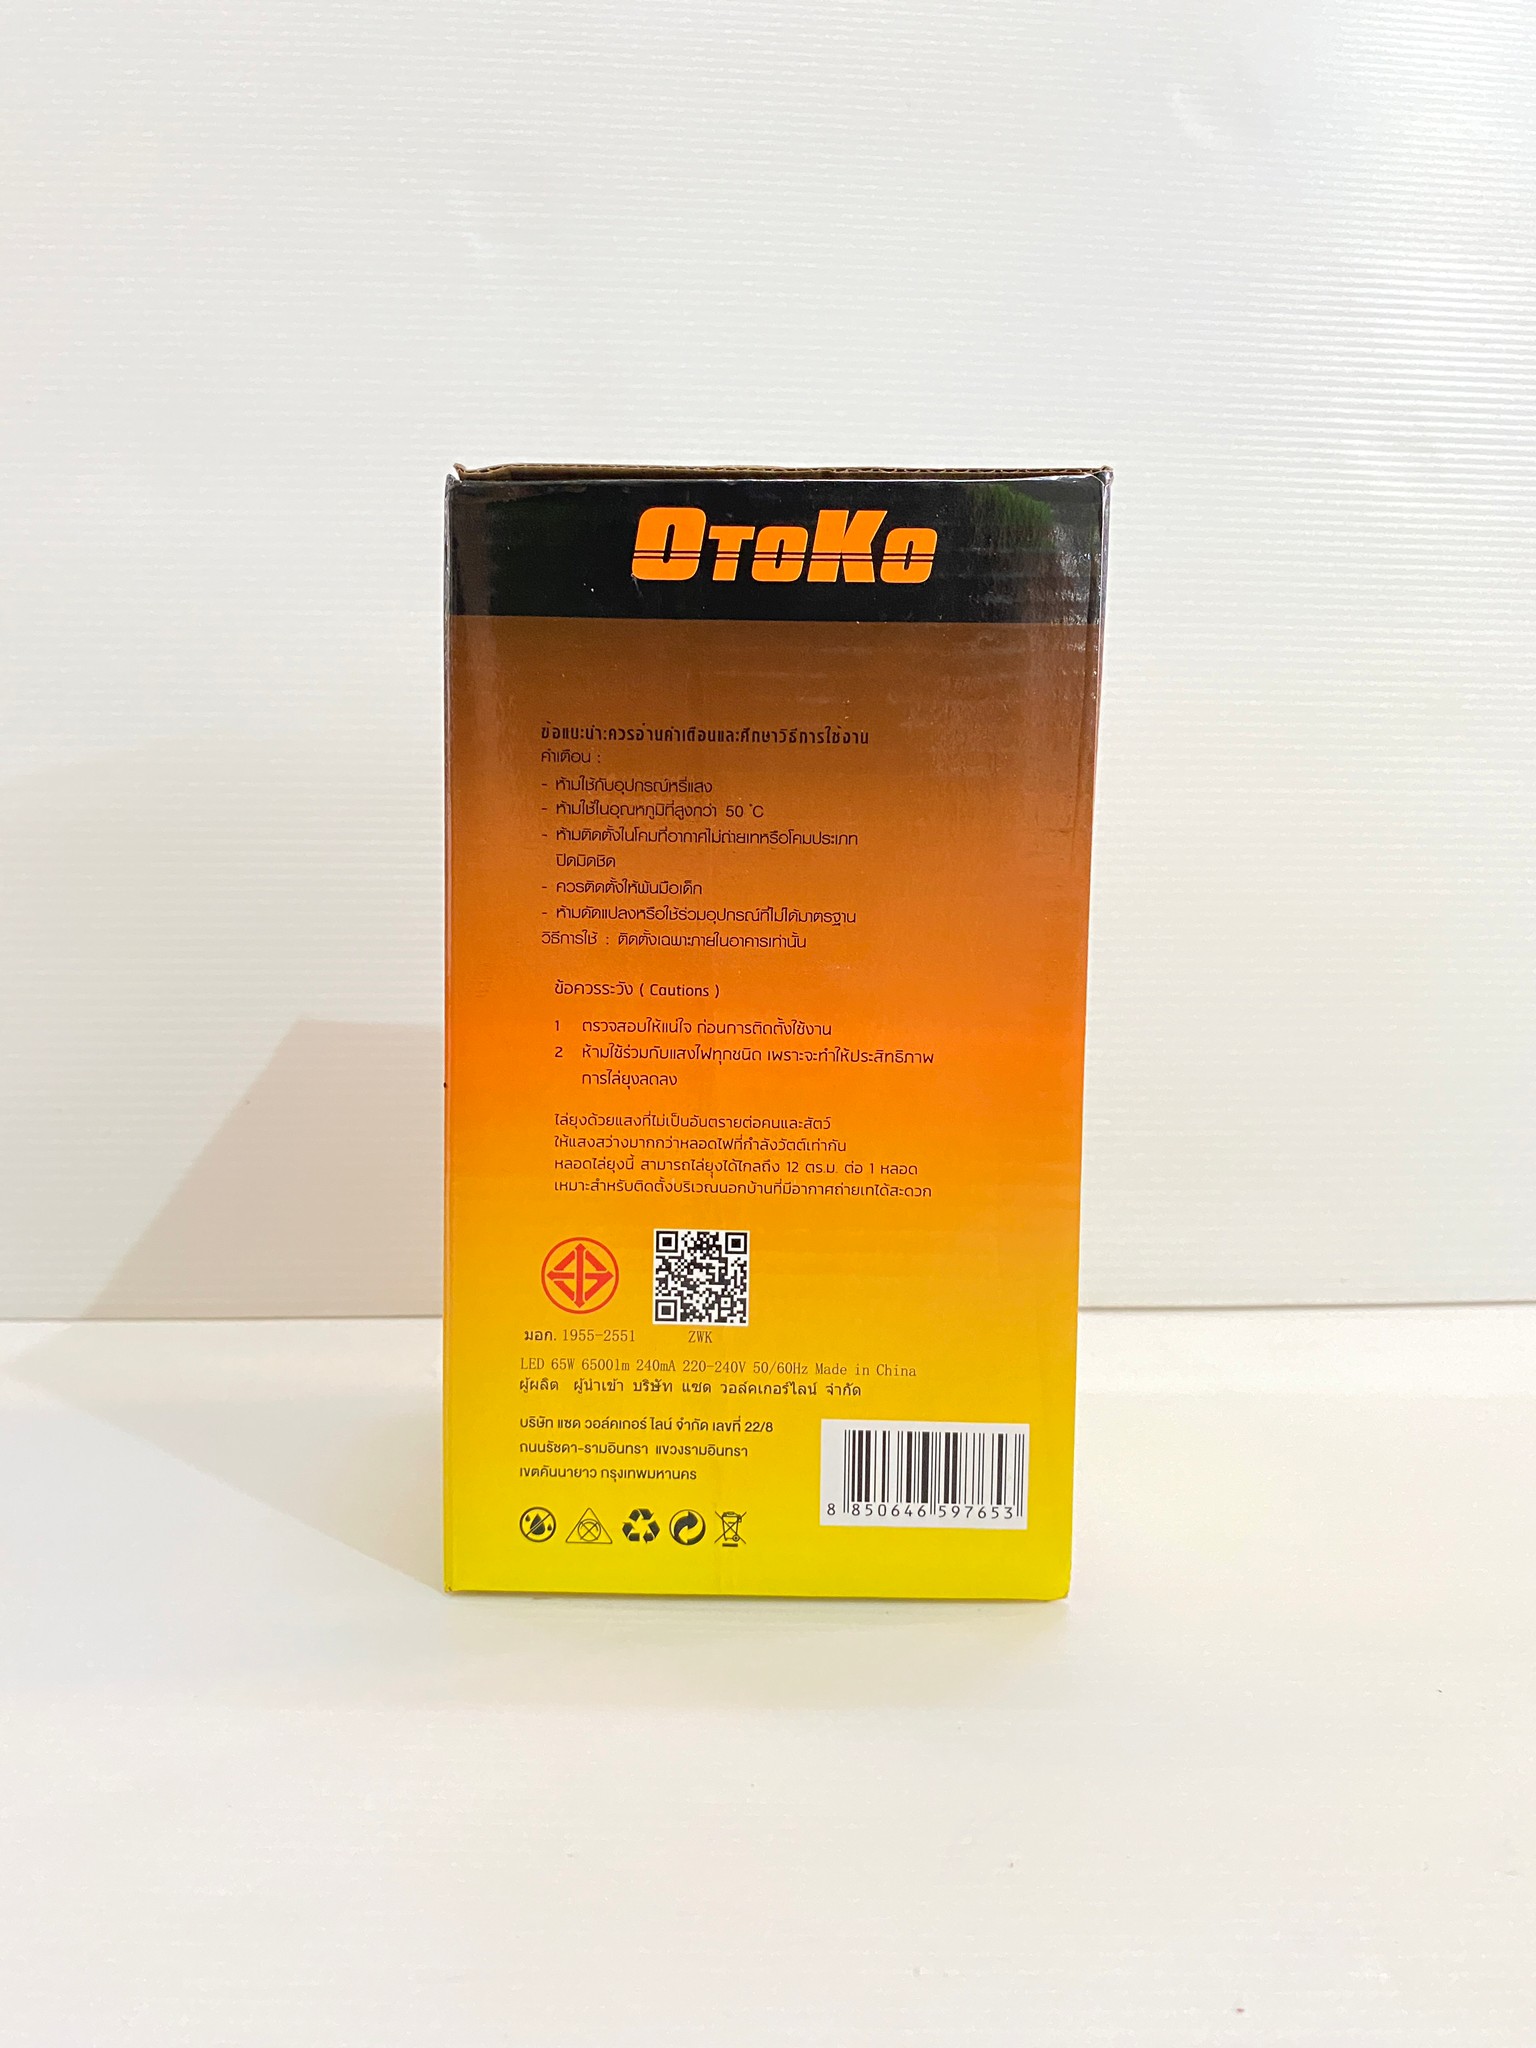 OTOKO
ข้อแนะนำ:ควรอ่านคำเตือนและศึกษาวิธีการใช้งาน
คำเตือน :
- ห้ามใช้กับอุปกรณ์หรี่แสง
- ห้ามใช้ในอุณหภูมิที่สูงกว่า 50 °C
- ห้ามติดตั้งในโคมที่อากาศไม่ถ่ายเทหรือโคมประเภท
ปิดมิดชิด
- ควรติดตั้งให้พ้นมือเด็ก
- ห้ามดัดแปลงหรือใช้ร่วมอุปกรณ์ที่ไม่ได้มาตรฐาน
วิธีการใช้ : ติดตั้งเฉพาะภายในอาคารเท่านั้น
ข้อควรระวัง ( Cautions )
1 ตรวจสอบให้แน่ใจ ก่อนการติดตั้งใช้งาน
2 ห้ามใช้ร่วมกับแสงไฟทุกชนิด เพราะจะทำให้ประสิทธิภาพ
การไล่ยุงลดลง
ไล่ยุงด้วยแสงที่ไม่เป็นอันตรายต่อคนและสัตว์
ให้แสงสว่างมากกว่าหลอดไฟที่กำลังวัตต์เท่ากัน
หลอดไล่ยุงนี้ สามารถไล่ยุงได้ไกลถึง 12 ตร.ม. ต่อ 1 หลอด
เหมาะสำหรับติดตั้งบริเวณนอกบ้านที่มีอากาศถ่ายเทได้สะดวก
มอก. 1955-2551 ZWK
LED 65W 6500lm 240mA 220-240V 50/60Hz Made in China
ผู้ผลิต ผู้นำเข้า บริษัท แซด วอล์คเกอร์ไลน์ จำกัด
บริษัท แซด วอล์คเกอร์ ไลน์ จำกัด เลขที่ 22/8
ถนนรัชดา-รามอินทรา แขวงรามอินทรา
เขตคันนายาว กรุงเทพมหานคร
8 850646 597653